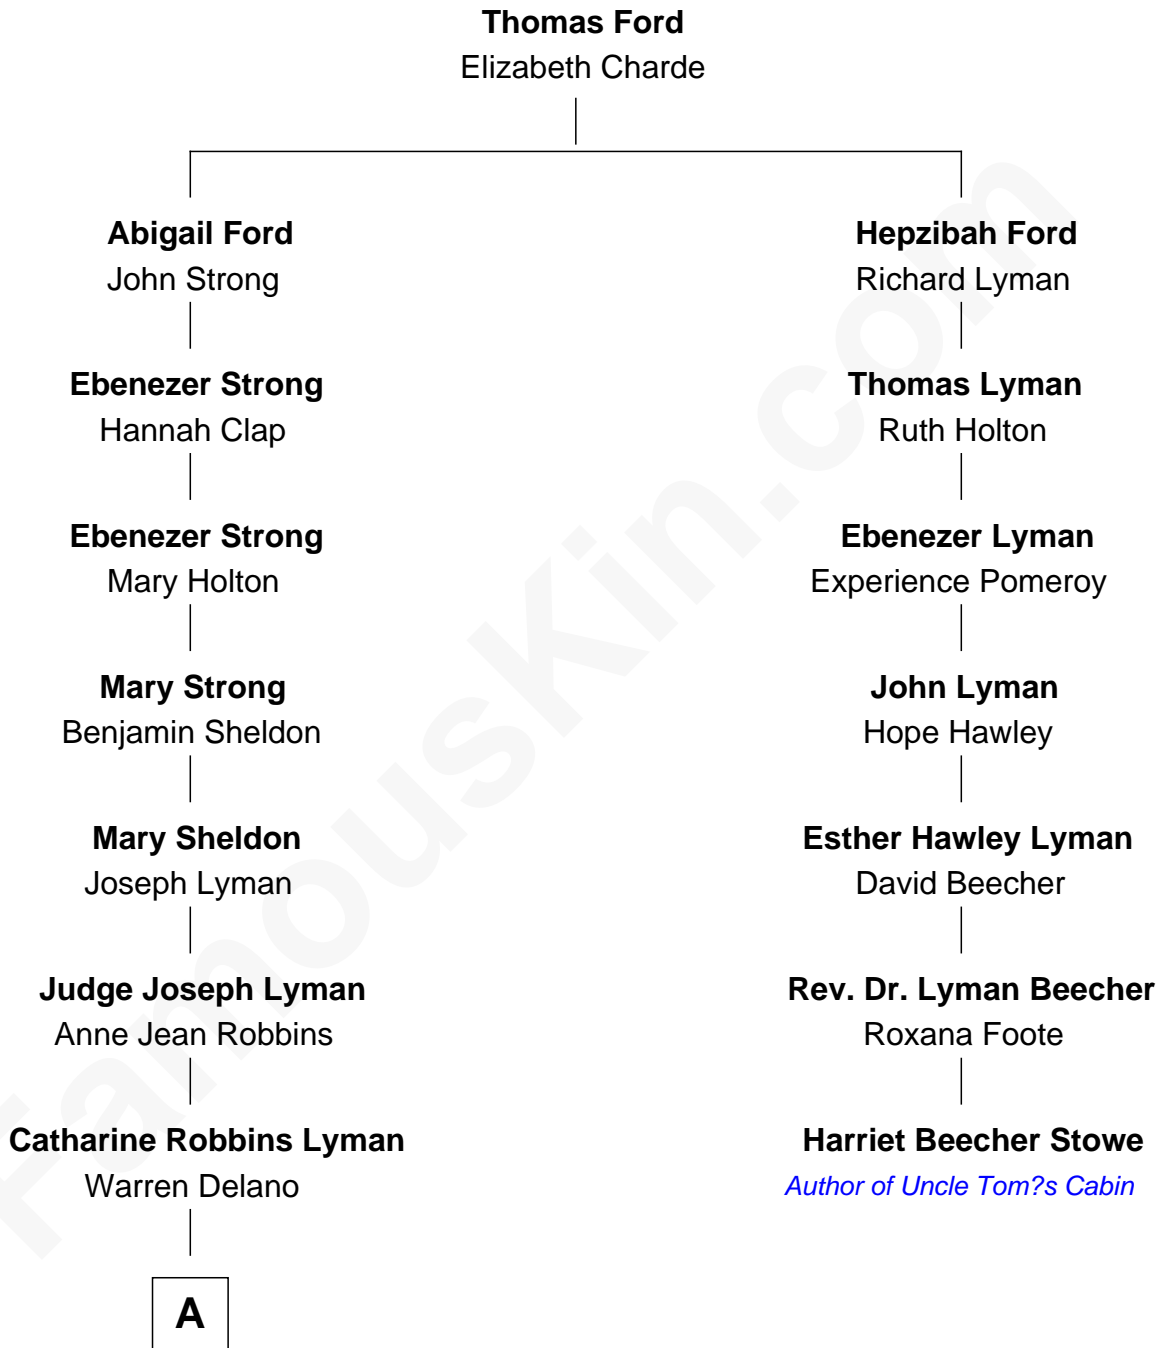 Thomas Ford
Elizabeth Charde
Abigail Ford
John Strong
Hepzibah Ford
Richard Lyman
Ebenezer Strong
Hannah Clap
Thomas Lyman
Ruth Holton
Ebenezer Strong
Mary Holton
Ebenezer Lyman
Experience Pomeroy
Mary Strong
Benjamin Sheldon
John Lyman
Hope Hawley
Mary Sheldon
Joseph Lyman
Esther Hawley Lyman
David Beecher
Judge Joseph Lyman
Anne Jean Robbins
Rev. Dr. Lyman Beecher
Roxana Foote
Catharine Robbins Lyman
Warren Delano
Harriet Beecher Stowe
Author of Uncle Tom?s Cabin
A
FamousKin.com